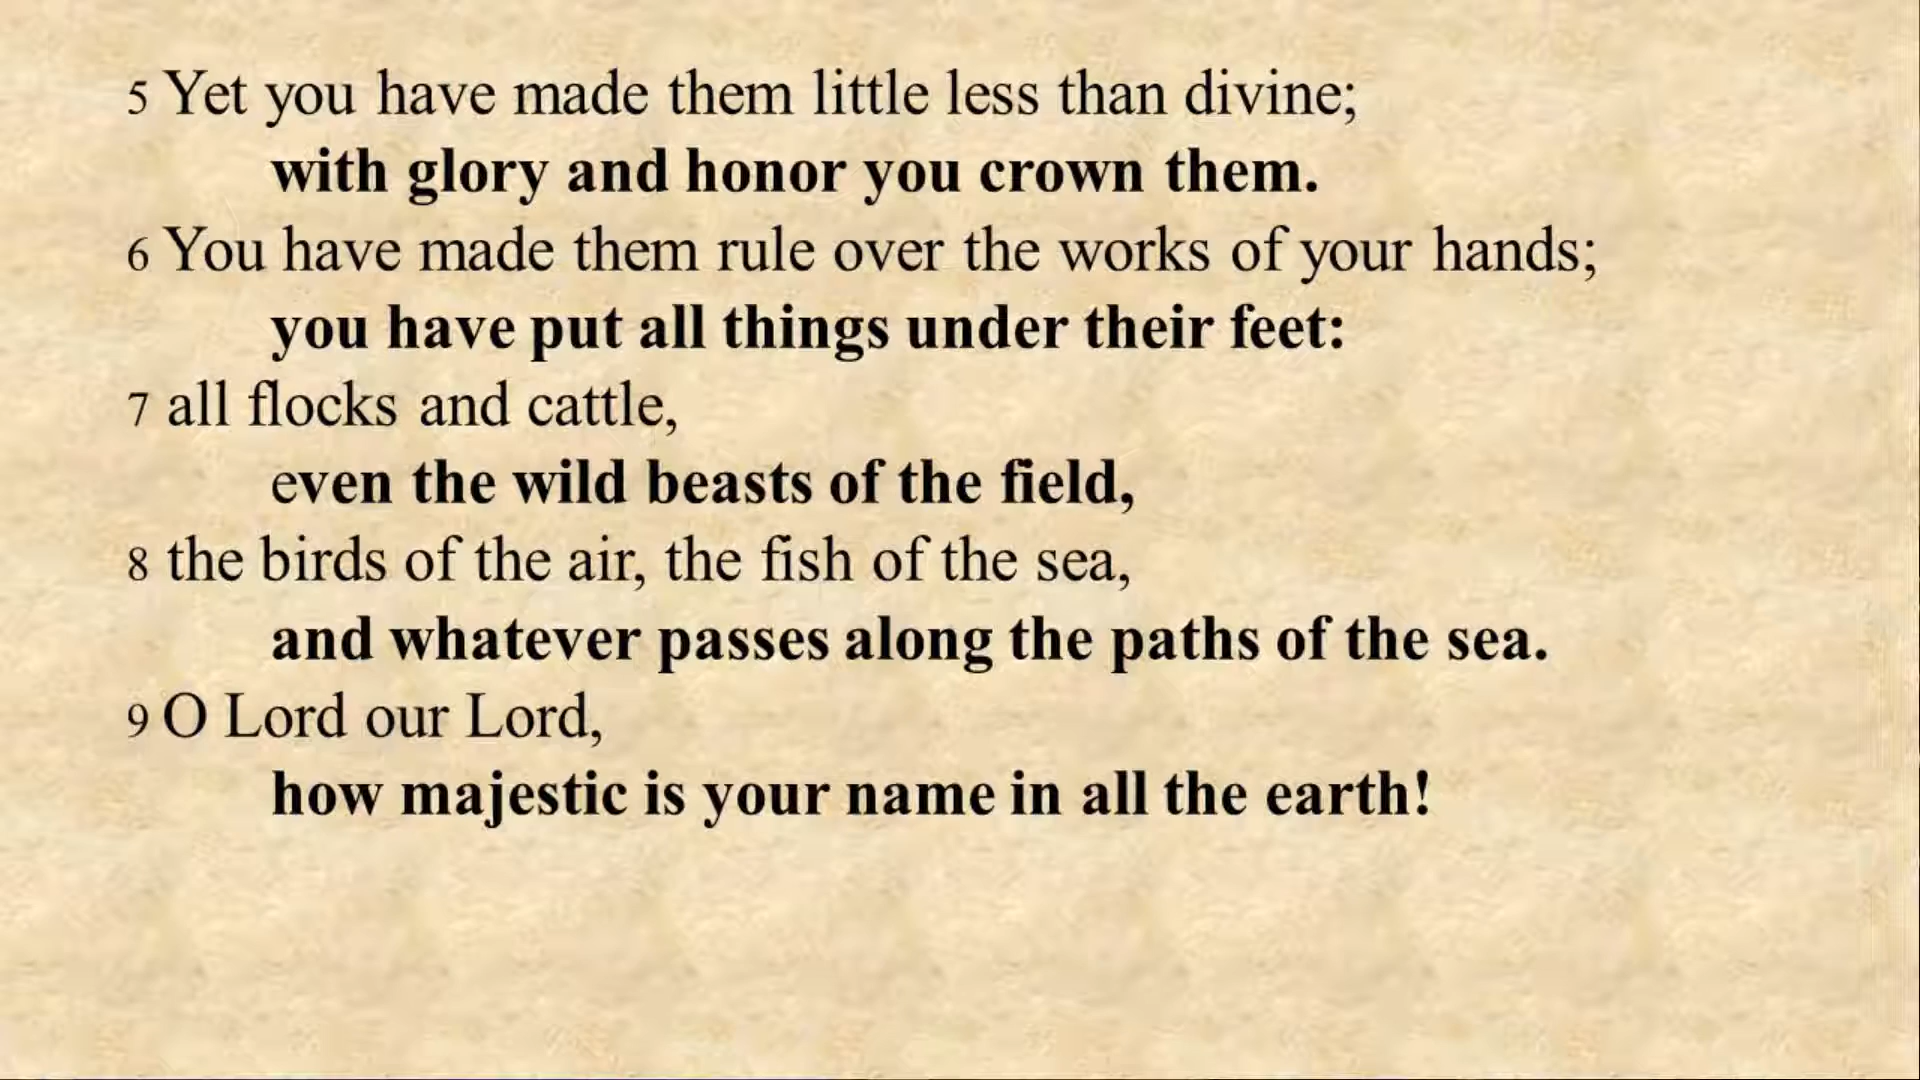 5 Yet you have made them little less than divine;
with glory and honor you crown them.
6 You have made them rule over the works of your hands;
you have put all things under their feet:
7 all flocks and cattle,
even the wild beasts of the field,
8 the birds of the air, the fish of the sea,
and whatever passes along the paths of the sea.
9 O Lord our Lord,
how majestic is your name in all the earth!